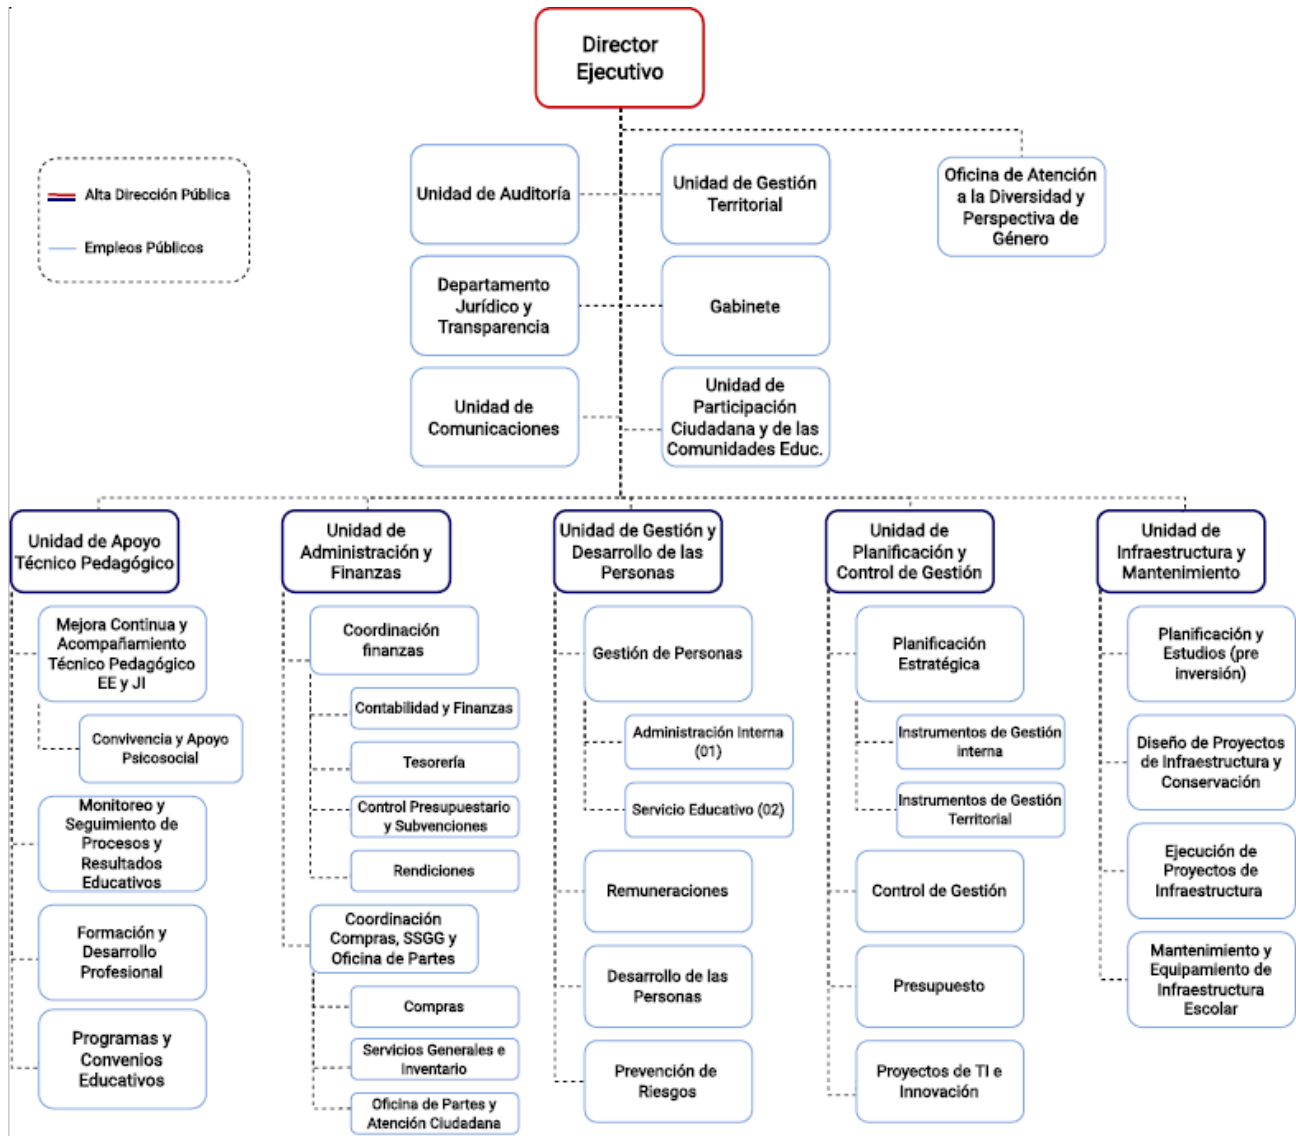 Director
Ejecutivo
Alta Dirección Pública
Empleos Públicos
Unidad de Auditoría
Unidad de Gestión
Territorial
Oficina de Atención
a la Diversidad y
Perspectiva de
Género
Departamento
Jurídico y
Transparencia
Gabinete
Unidad de
Comunicaciones
Unidad de
Participación
Ciudadana y de las
Comunidades Educ.
Unidad de Apoyo
Técnico Pedagógico
Mejora Continua y
Acompañamiento
Técnico Pedagógico
EE y JI
Convivencia y Apoyo
Psicosocial
Monitoreo y
Seguimiento de
Procesos y
Resultados
Educativos
Formación y
Desarrollo
Profesional
Programas y
Convenios
Educativos
Unidad de
Administración y
Finanzas
Coordinación
finanzas
Contabilidad y Finanzas
Tesorería
Control Presupuestario
y Subvenciones
Rendiciones
Coordinación
Compras, SSGG y
Oficina de Partes
Compras
Servicios Generales e
Inventario
Oficina de Partes y
Atención Ciudadana
Unidad de Gestión y
Desarrollo de las
Personas
Gestión de Personas
Administración Interna
(01)
Servicio Educativo (02)
Remuneraciones
Desarrollo de las
Personas
Prevención de
Riesgos
Unidad de
Planificación y
Control de Gestión
Planificación
Estratégica
Instrumentos de Gestión
interna
Instrumentos de Gestión
Territorial
Control de Gestión
Presupuesto
Proyectos de TI e
Innovación
Unidad de
Infraestructura y
Mantenimiento
Planificación y
Estudios (pre
inversión)
Diseño de Proyectos
de Infraestructura y
Conservación
Ejecución de
Proyectos de
Infraestructura
Mantenimiento y
Equipamiento de
Infraestructura
Escolar